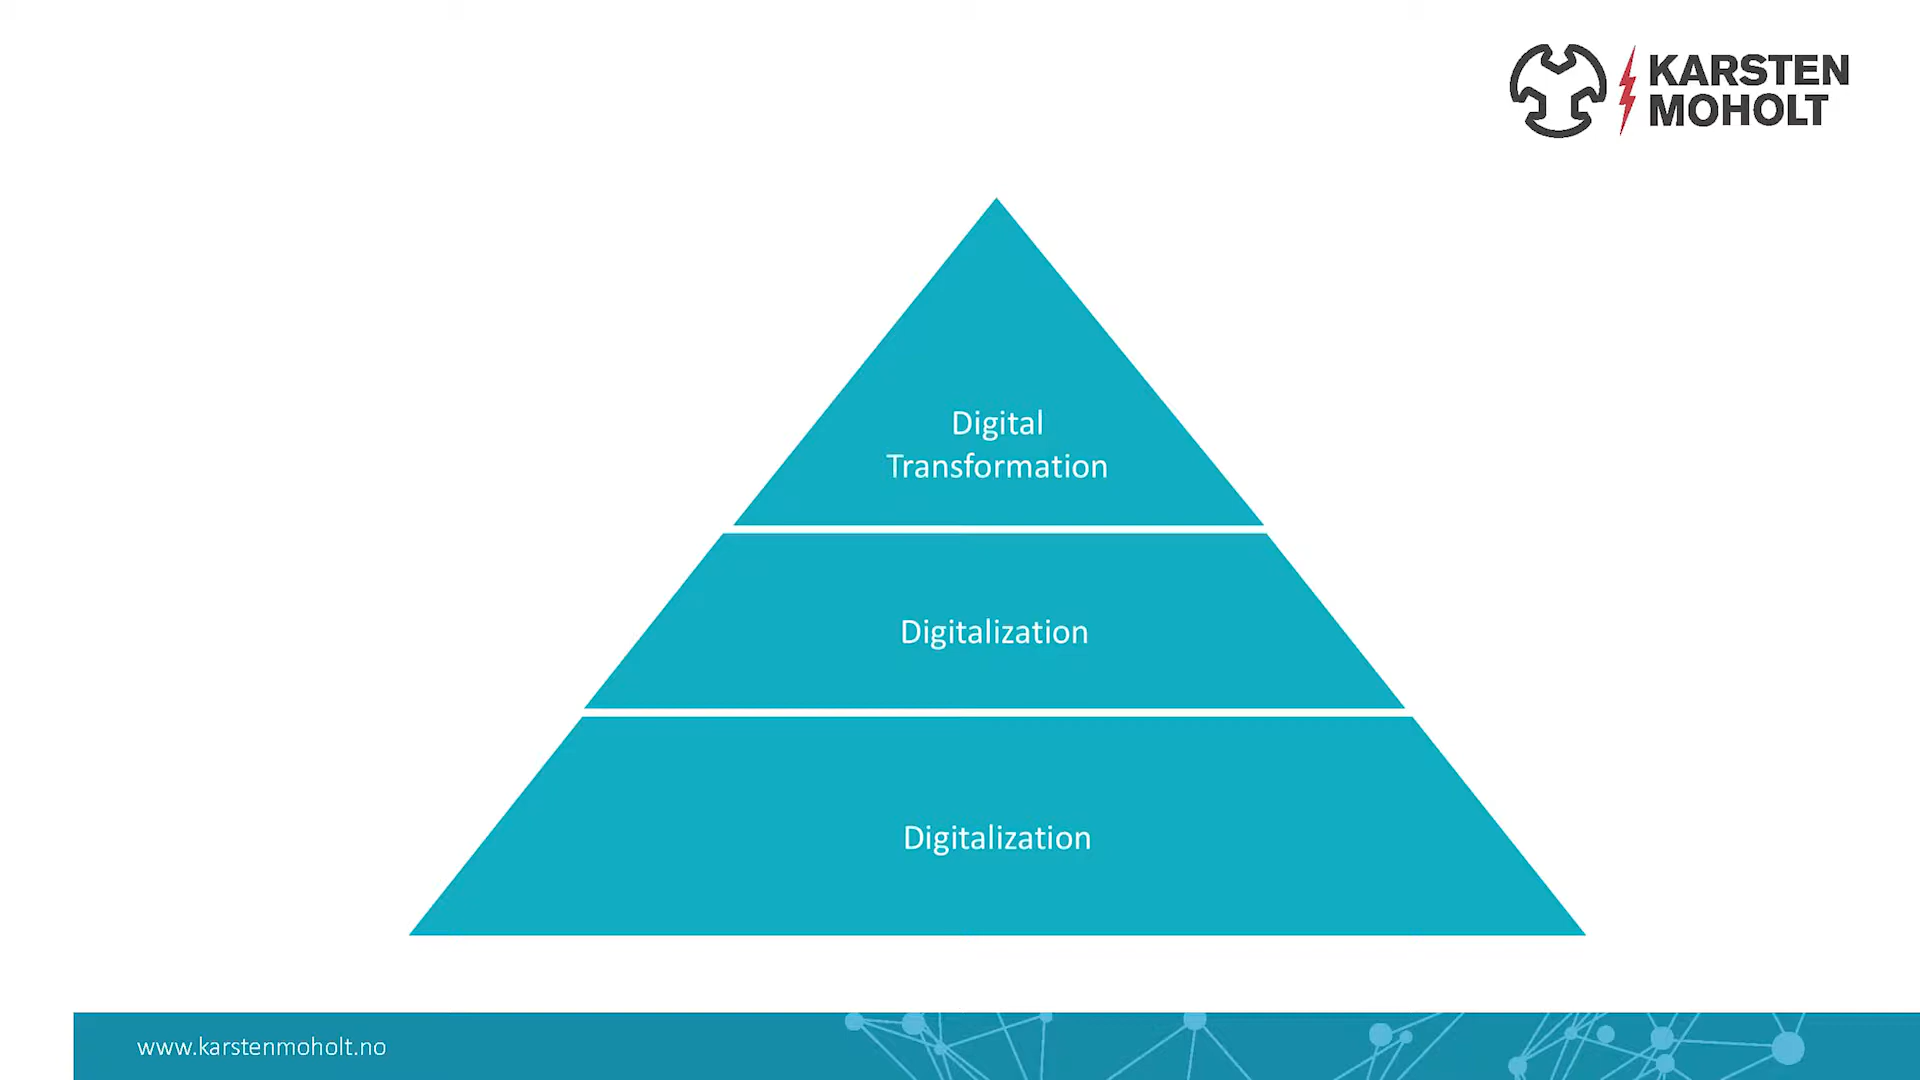 KARSTEN
MOHOLT
Digital
Transformation
Digitalization
Digitalization
www.karstenmoholt.no